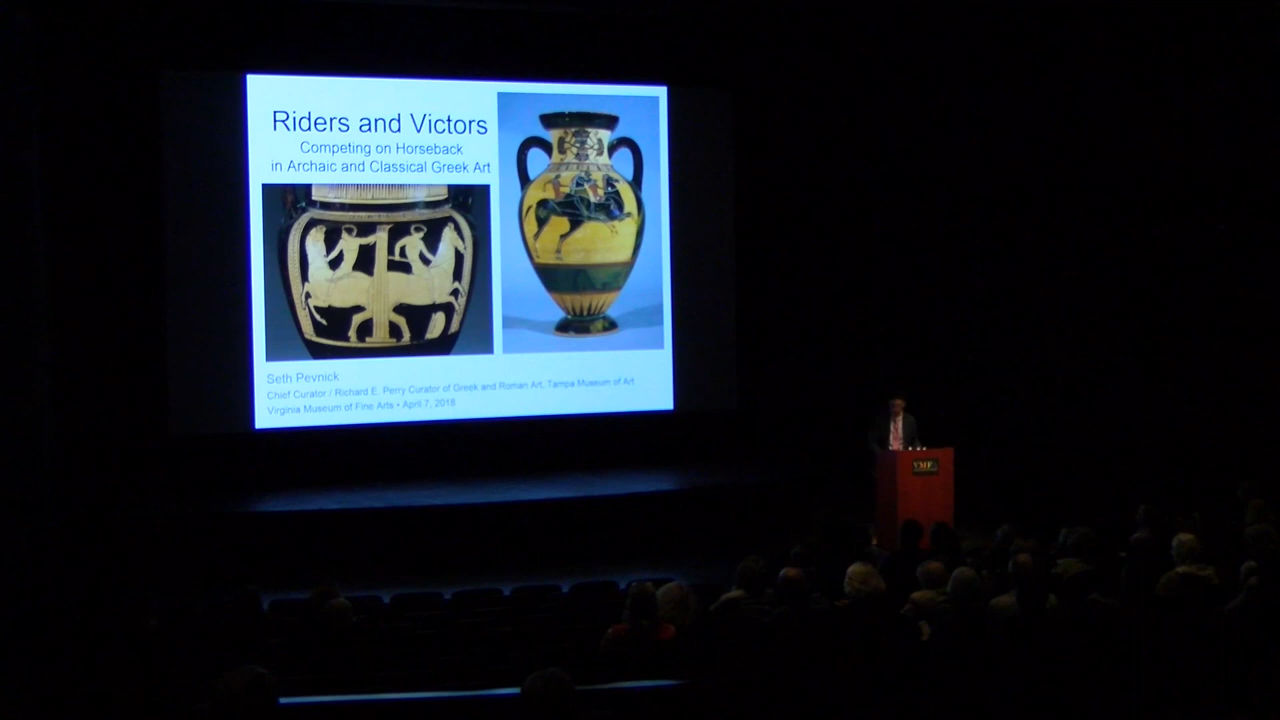 Riders and Victors
Competing on Horseback
in Archaic and Classical Greek Art
Seth Pevnick
Chief Curator / Richard E. Perry Curator of Greek and Roman Art, Tampa Museum of Art
Virginia Museum of Fine Arts • April 7, 2018
VMFA